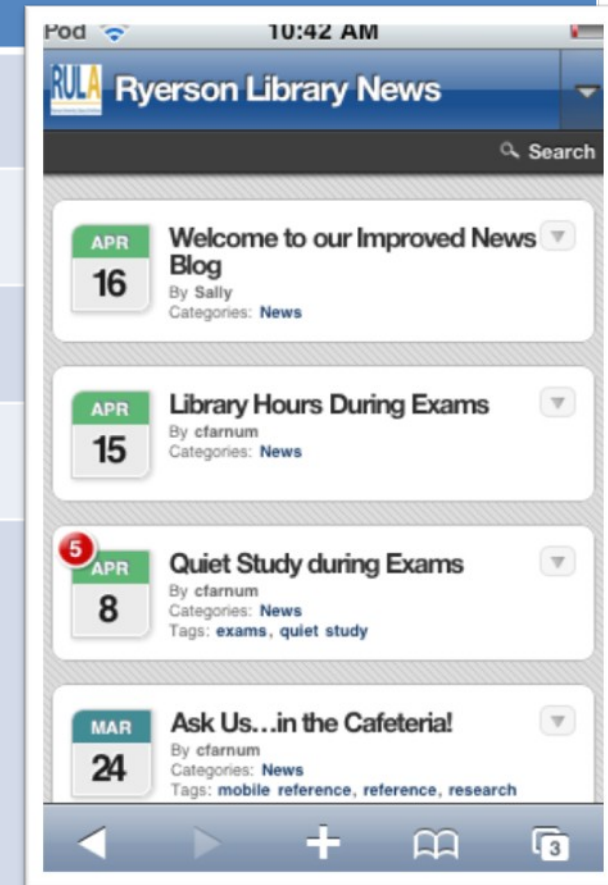 Pod 10:42 AM
RULA Ryerson Library News
Search
APR
16
Welcome to our Improved News
Blog
By Sally
Categories: News
APR
15
Library Hours During Exams
By cfarnum
Categories: News
5
APR
8
Quiet Study during Exams
By cfarnum
Categories: News
Tags: exams, quiet study
MAR
24
Ask Us...in the Cafeteria!
By cfarnum
Categories: News
Tags: mobile reference, reference, research
3